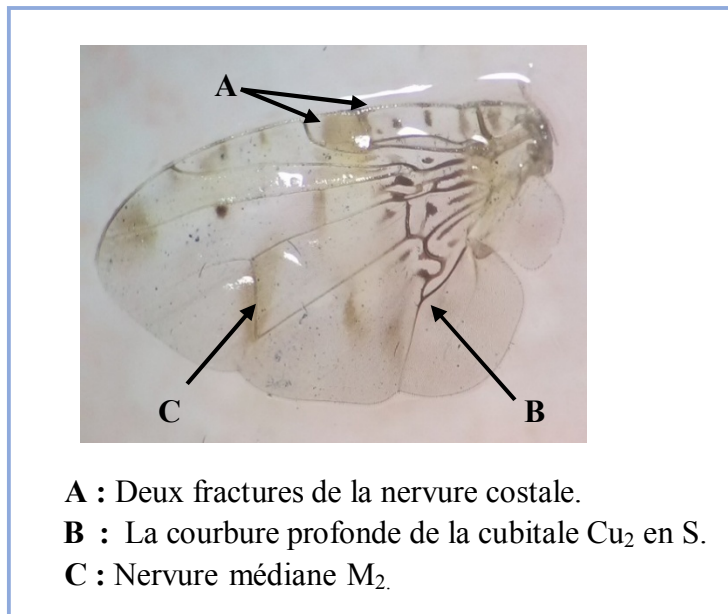 A
C
B
A : Deux fractures de la nervure costale.
B : La courbure profonde de la cubitale Cu₂ en S.
C : Nervure médiane M₂.